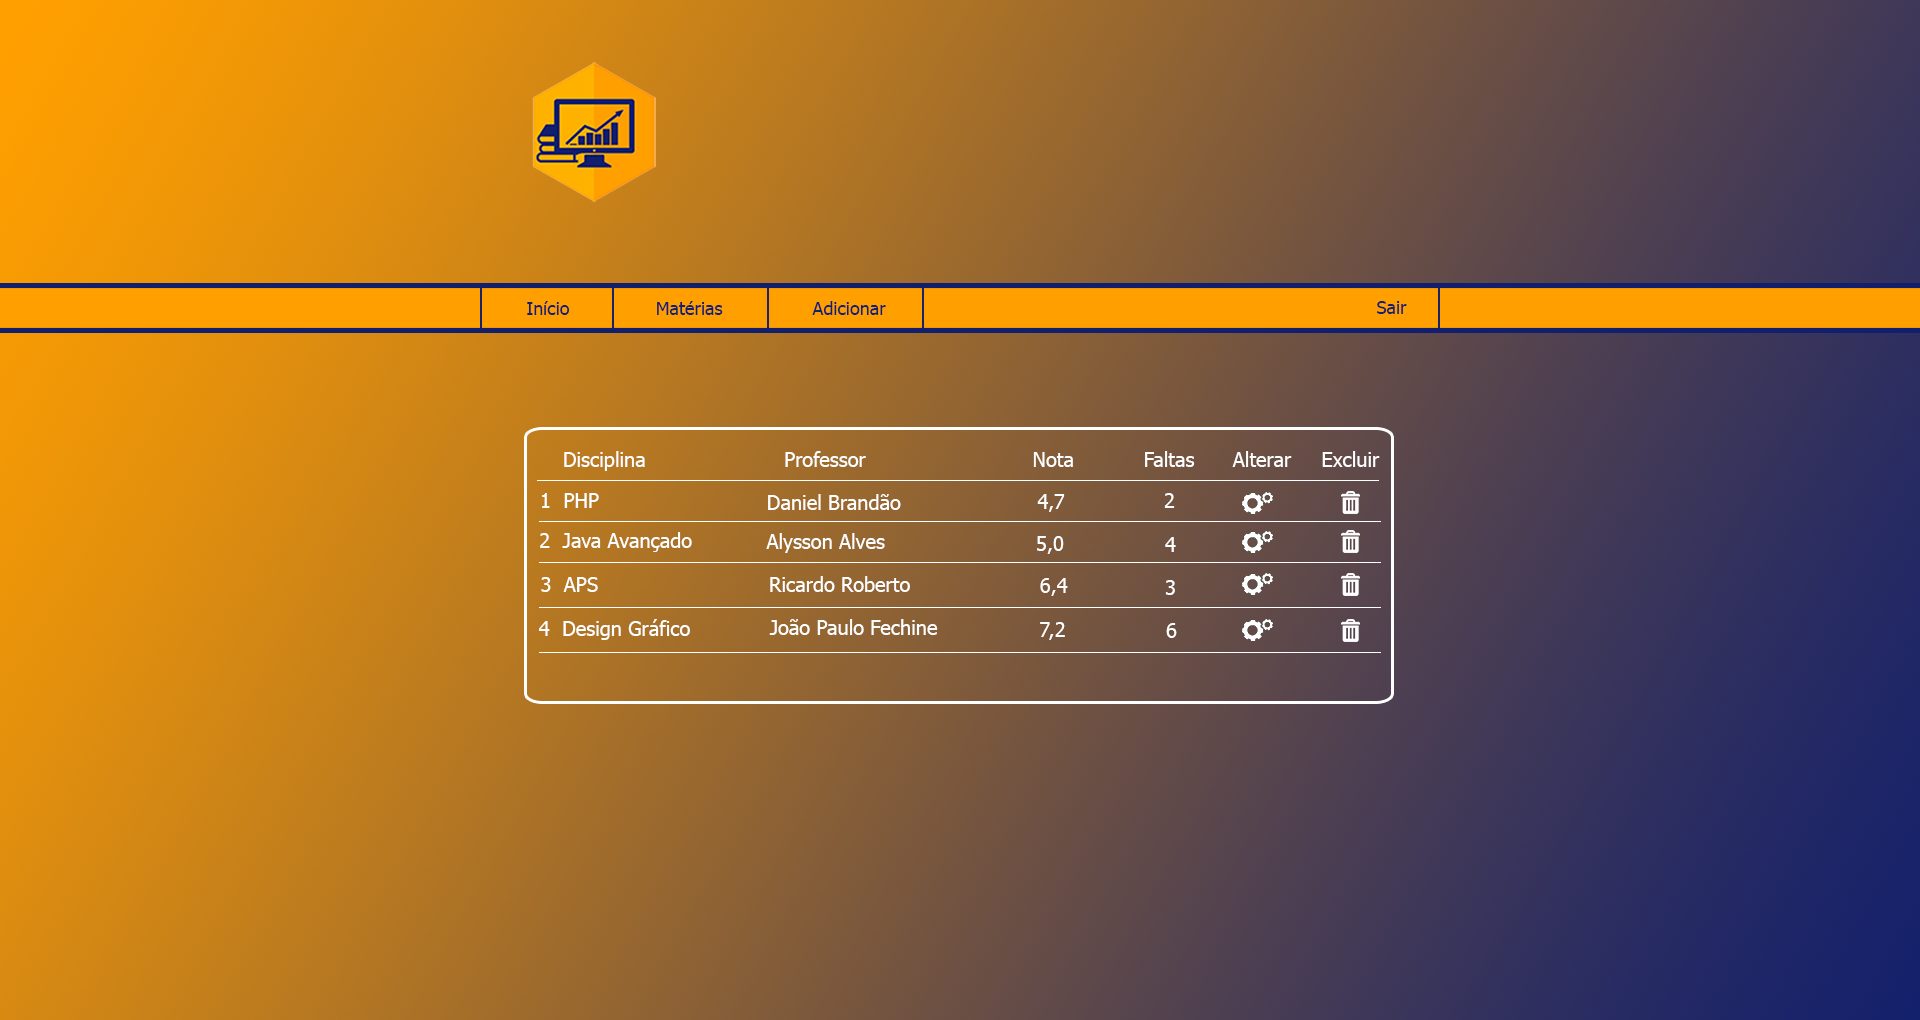 Início Matérias Adicionar Sair
Disciplina Professor Nota Faltas Alterar Excluir
1 PHP Daniel Brandão 4,7 2
2 Java Avançado Alysson Alves 5,0 4
3 APS Ricardo Roberto 6,4 3
4 Design Gráfico João Paulo Fechine 7,2 6